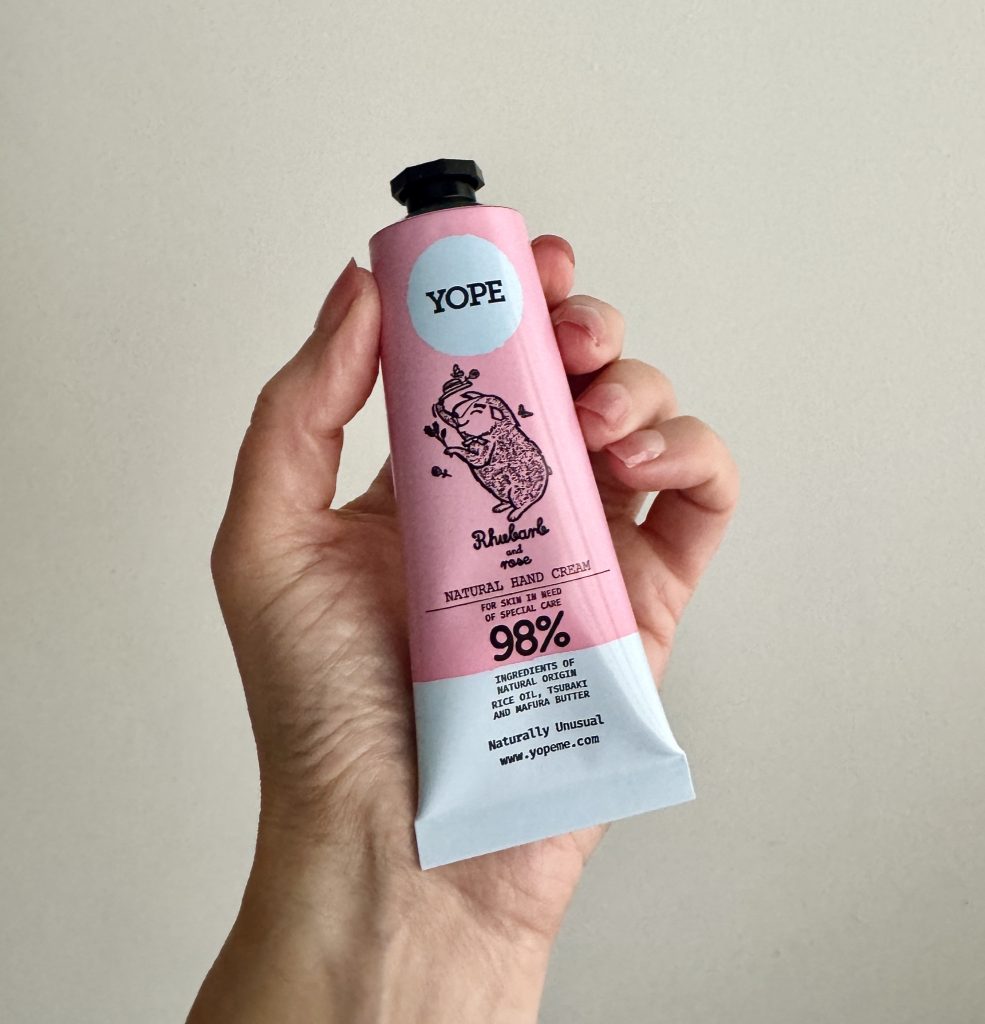 YOPE
Rhubarb
and
rose
NATURAL HAND CREAM
FOR SKIN IN NEED
OF SPECIAL CARE
98%
INGREDIENTS OF
NATURAL ORIGIN
RICE OIL, TSUBAKI
AND MAFURA BUTTER
Naturally Unusual
www.yopeme.com